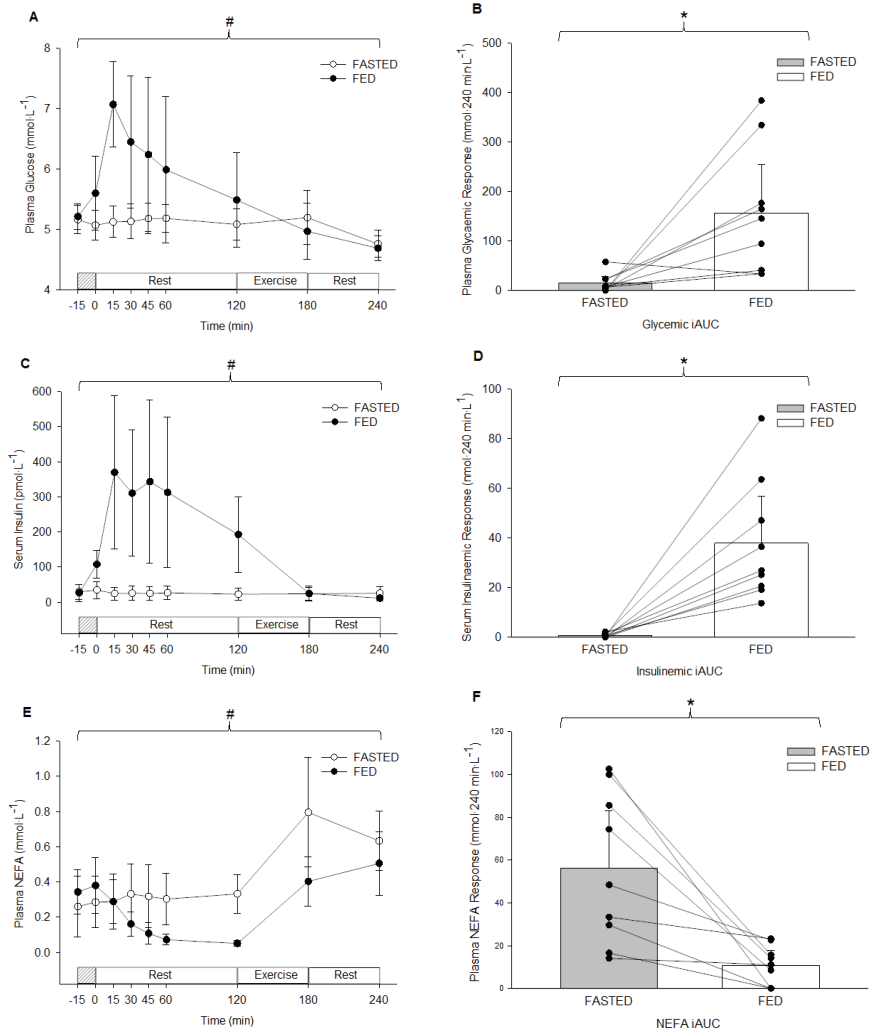 A
#
FASTED
FED
Plasma Glucose (mmol·L⁻¹)
8
7
6
5
4
Rest
Exercise
Rest
-15 0 15 30 45 60 120 180 240
Time (min)
B
*
FASTED
FED
Plasma Glycaemic Response (mmol·240 min·L⁻¹)
500
400
300
200
100
0
FASTED FED
Glycemic iAUC
C
#
FASTED
FED
Serum Insulin (pmol·L⁻¹)
600
500
400
300
200
100
0
Rest
Exercise
Rest
-15 0 15 30 45 60 120 180 240
Time (min)
D
*
FASTED
FED
Serum Insulinaemic Response (nmol·240 min·L⁻¹)
100
80
60
40
20
0
FASTED FED
Insulinemic iAUC
E
#
FASTED
FED
Plasma NEFA (mmol·L⁻¹)
1.2
1.0
0.8
0.6
0.4
0.2
0.0
Rest
Exercise
Rest
-15 0 15 30 45 60 120 180 240
Time (min)
F
*
FASTED
FED
Plasma NEFA Response (mmol·240 min·L⁻¹)
120
100
80
60
40
20
0
FASTED FED
NEFA iAUC